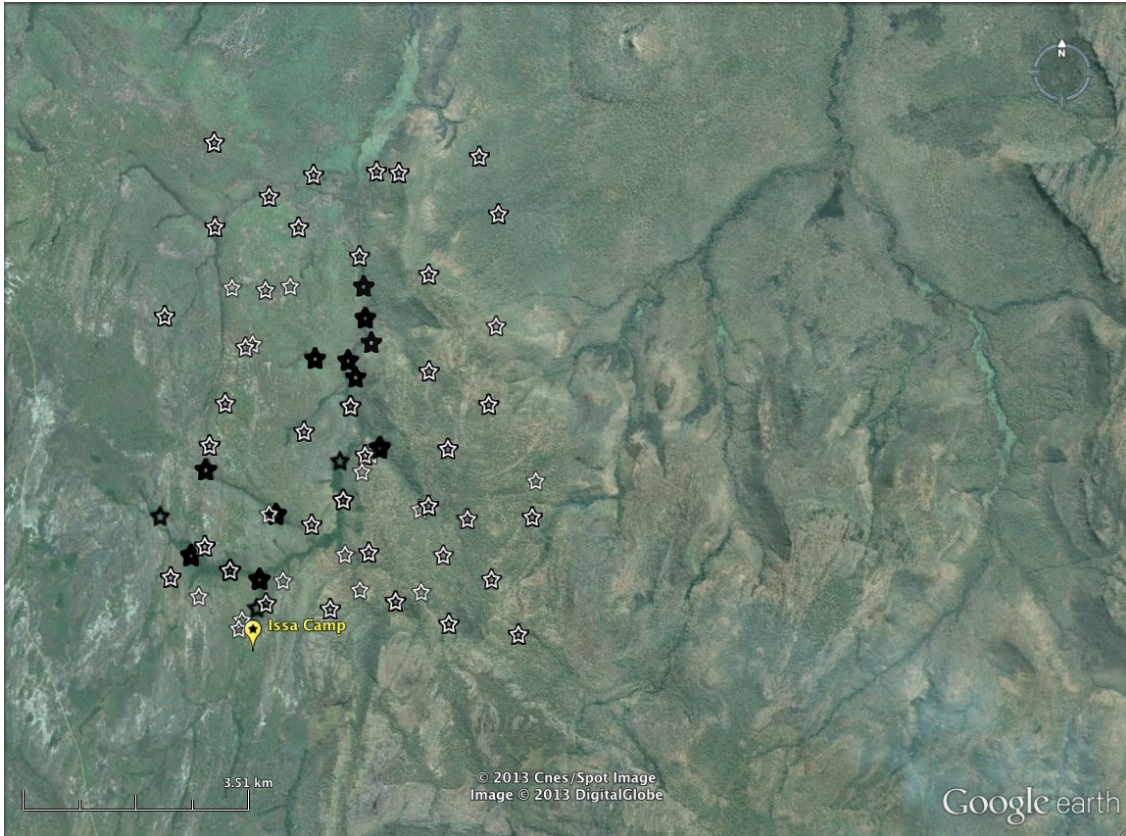 N
Issa Camp
3.51 km
© 2013 Cnes/Spot Image
Image © 2013 DigitalGlobe
Google earth